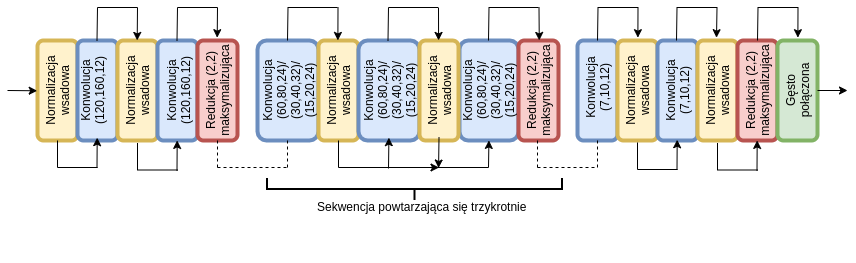 Normalizacja
wsadowa
Konwolucja
(120,160,12)
Normalizacja
wsadowa
Konwolucja
(120,160,12)
Redukcja (2,2)
maksymalizująca
Konwolucja
(60,80,24)/
(30,40,32)/
(15,20,24)
Normalizacja
wsadowa
Konwolucja
(60,80,24)/
(30,40,32)/
(15,20,24)
Normalizacja
wsadowa
Konwolucja
(60,80,24)/
(30,40,32)/
(15,20,24)
Redukcja (2,2)
maksymalizująca
Konwolucja
(7,10,12)
Normalizacja
wsadowa
Konwolucja
(7,10,12)
Normalizacja
wsadowa
Redukcja (2,2)
maksymalizująca
Gęsto
połączona
Sekwencja powtarzająca się trzykrotnie